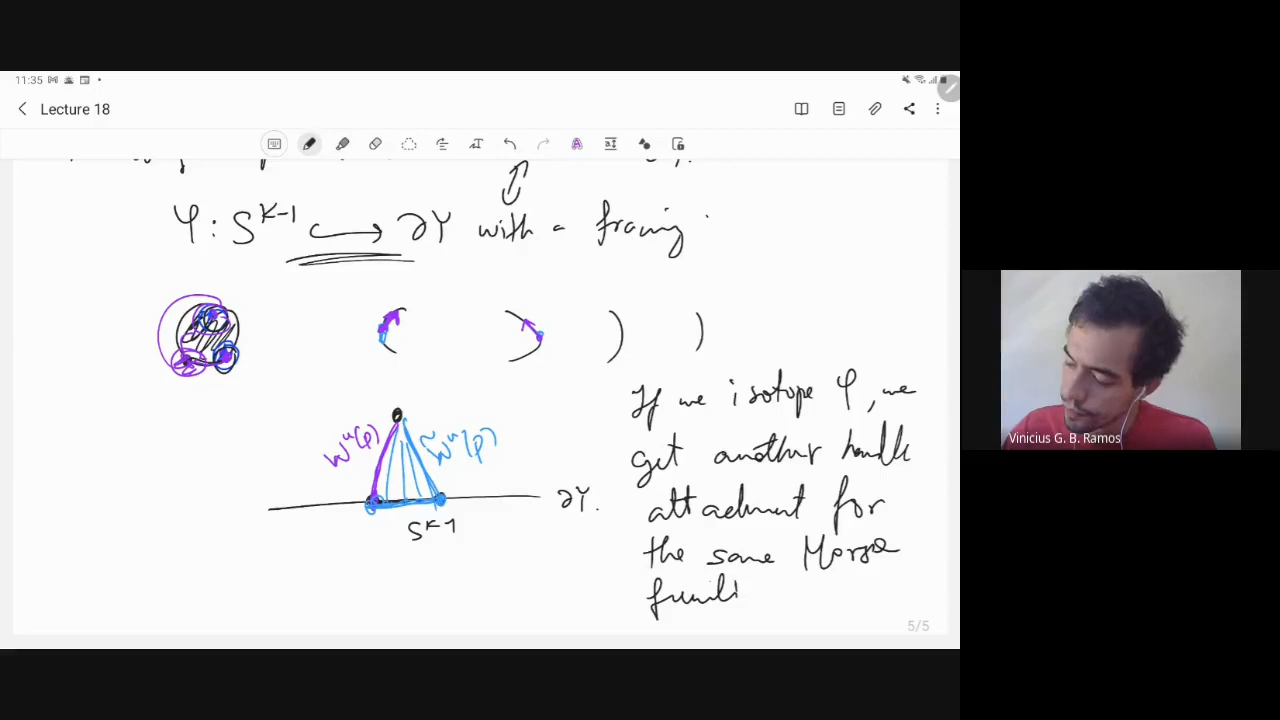 11:35
Lecture 18
φ : S^{K-1} ↪ ∂Y with a framing.
W^u(p) W̃^u(p)
∂Y.
S^{K-1}
If we isotope φ, we
get another handle
attachment for
the same Morse
5/5
Vinicius G. B. Ramos